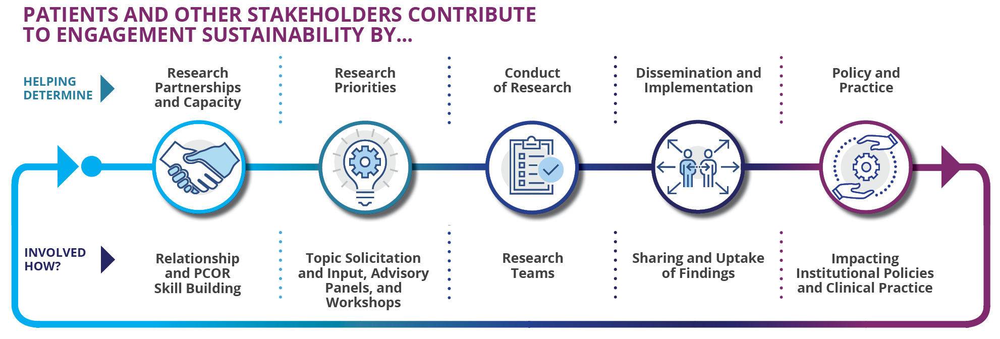 PATIENTS AND OTHER STAKEHOLDERS CONTRIBUTE
TO ENGAGEMENT SUSTAINABILITY BY...
HELPING
DETERMINE
Research
Partnerships
and Capacity
Research
Priorities
Conduct
of Research
Dissemination and
Implementation
Policy and
Practice
INVOLVED
HOW?
Relationship
and PCOR
Skill Building
Topic Solicitation
and Input, Advisory
Panels, and
Workshops
Research
Teams
Sharing and Uptake
of Findings
Impacting
Institutional Policies
and Clinical Practice